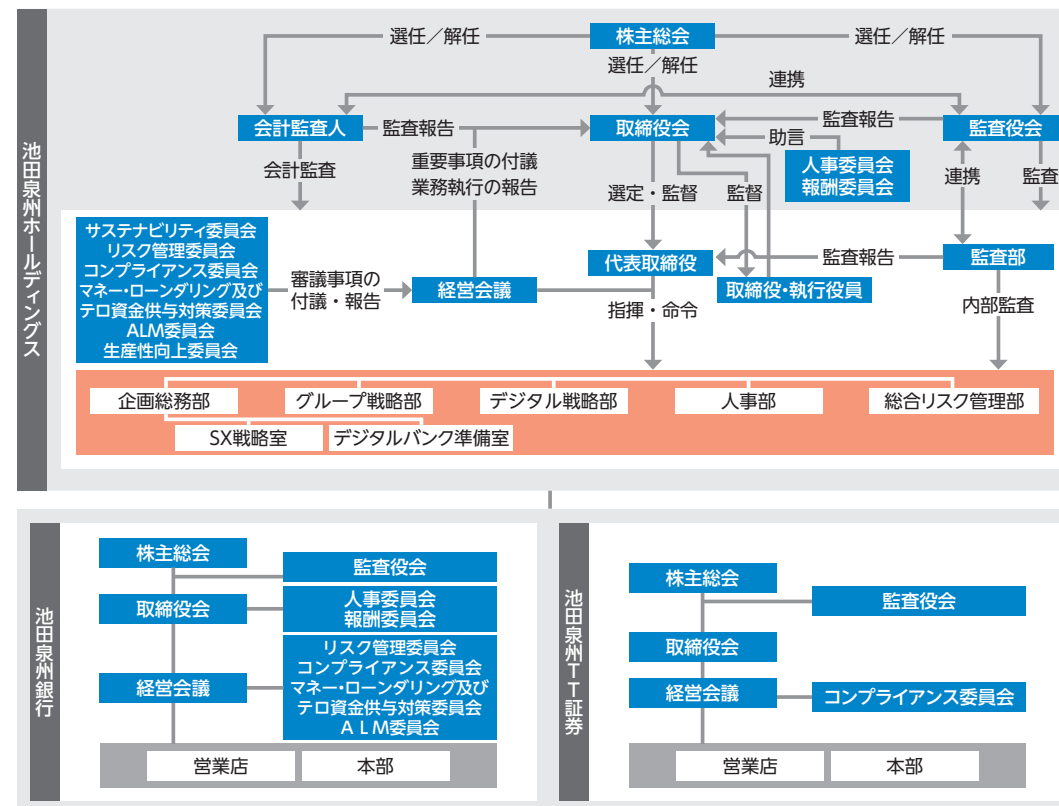 池田泉州ホールディングス
選任／解任
株主総会
選任／解任
選任／解任
連携
会計監査人
監査報告
取締役会
監査報告
監査役会
助言
人事委員会
報酬委員会
会計監査
重要事項の付議
業務執行の報告
選定・監督
監督
連携
監査
サステナビリティ委員会
リスク管理委員会
コンプライアンス委員会
マネー・ローンダリング及び
テロ資金供与対策委員会
ALM委員会
生産性向上委員会
審議事項の
付議・報告
経営会議
代表取締役
監査報告
監査部
取締役・執行役員
指揮・命令
内部監査
企画総務部
グループ戦略部
デジタル戦略部
人事部
総合リスク管理部
SX戦略室
デジタルバンク準備室
池田泉州銀行
株主総会
監査役会
取締役会
人事委員会
報酬委員会
経営会議
リスク管理委員会
コンプライアンス委員会
マネー・ローンダリング及び
テロ資金供与対策委員会
ＡＬＭ委員会
営業店
本部
池田泉州ＴＴ証券
株主総会
監査役会
取締役会
経営会議
コンプライアンス委員会
営業店
本部